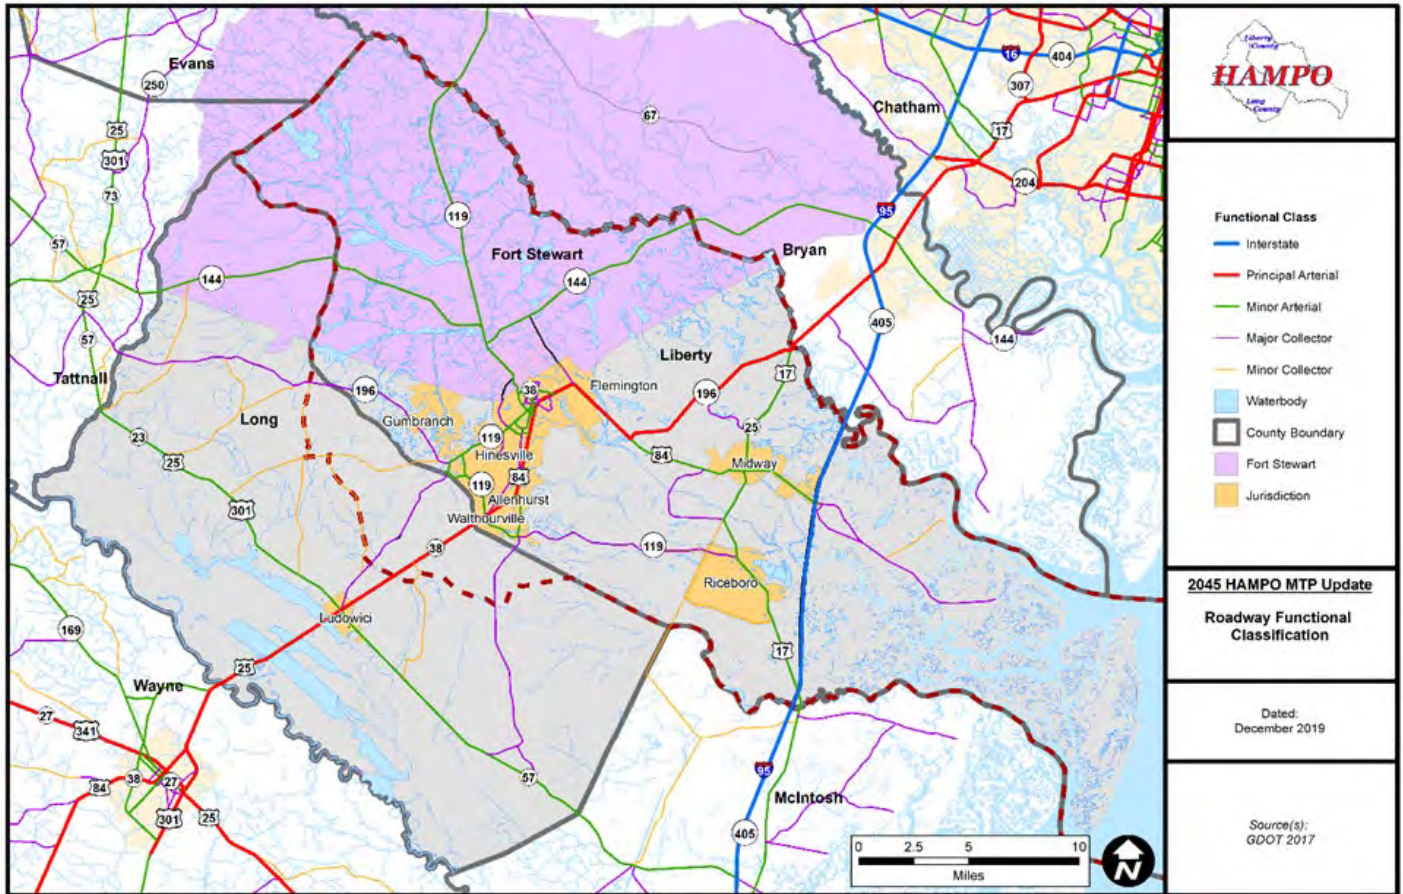 Evans
250
25
301
73
57
25
57
Tattnall
144
119
67
Fort Stewart
144
Chatham
16
404
307
17
204
95
Bryan
405
144
Liberty
Flemington
38
196
17
25
196
Gumbranch
Long
119
Hinesville
84
Midway
84
119
Allenhurst
Walthourville
23
25
301
38
119
Riceboro
Ludowici
17
169
25
Wayne
27
341
38
27
84
301
25
57
95
McIntosh
405
0 2.5 5 10
Miles
N
Liberty
County
HAMPO
Long
County
Functional Class
Interstate
Principal Arterial
Minor Arterial
Major Collector
Minor Collector
Waterbody
County Boundary
Fort Stewart
Jurisdiction
2045 HAMPO MTP Update
Roadway Functional
Classification
Dated:
December 2019
Source(s):
GDOT 2017